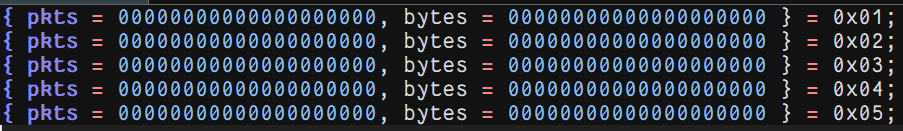 { pkts = 00000000000000000000, bytes = 00000000000000000000 } = 0x01;
{ pkts = 00000000000000000000, bytes = 00000000000000000000 } = 0x02;
{ pkts = 00000000000000000000, bytes = 00000000000000000000 } = 0x03;
{ pkts = 00000000000000000000, bytes = 00000000000000000000 } = 0x04;
{ pkts = 00000000000000000000, bytes = 00000000000000000000 } = 0x05;